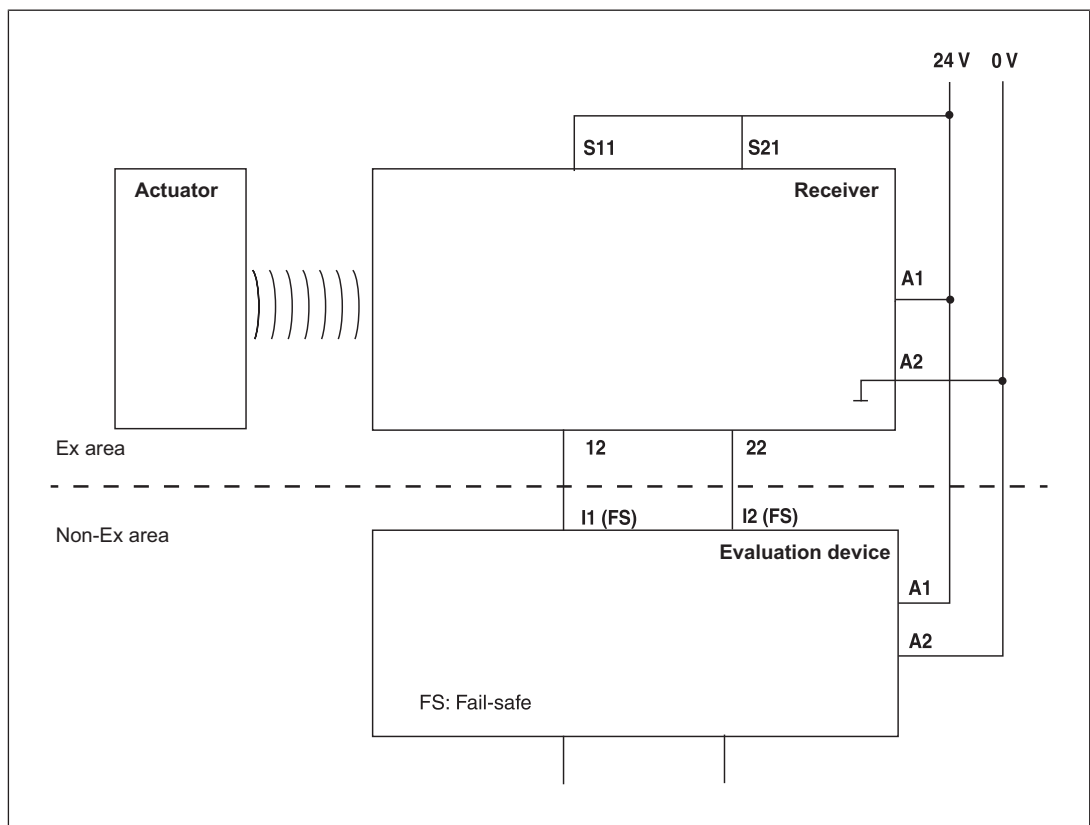 24 V 0 V
S11 S21
Actuator Receiver
A1
A2
Ex area
12 22
Non-Ex area
I1 (FS) I2 (FS)
Evaluation device
A1
A2
FS: Fail-safe